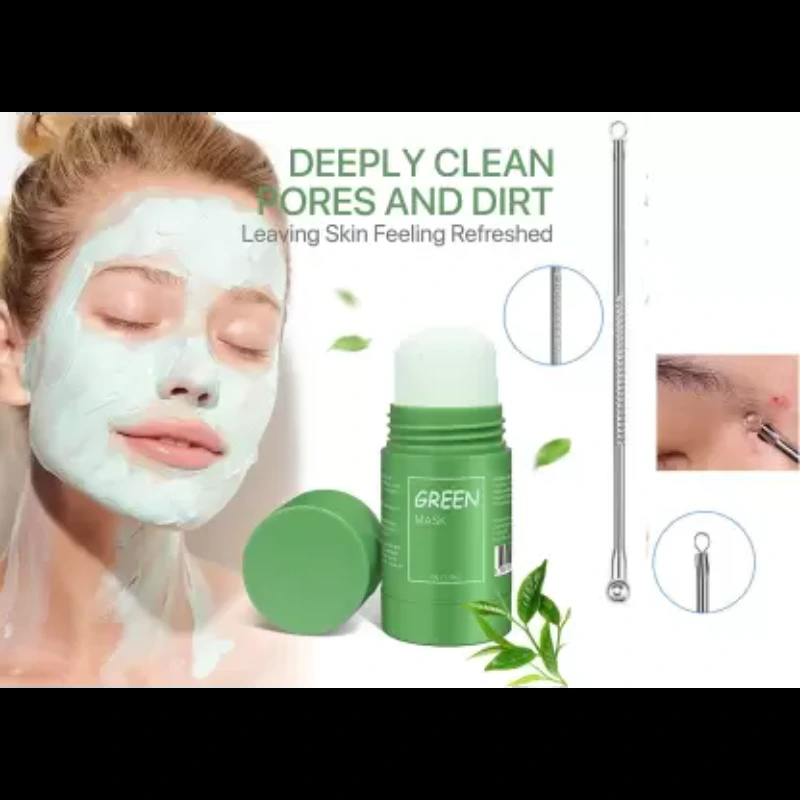 DEEPLY CLEAN
PORES AND DIRT
Leaving Skin Feeling Refreshed
GREEN
MASK